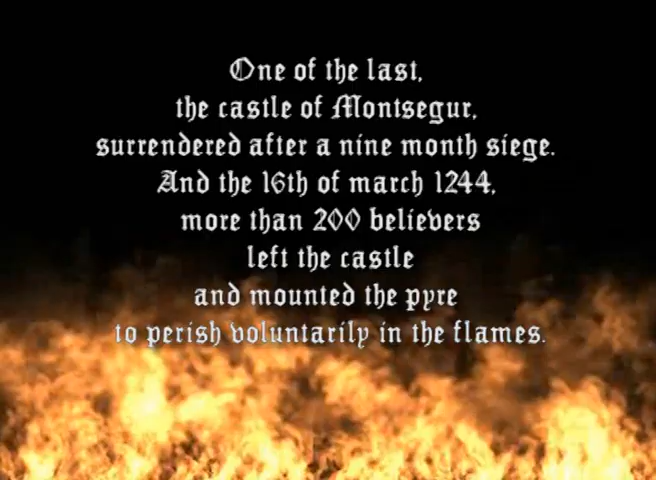 One of the last,
the castle of Montsegur,
surrendered after a nine month siege.
And the 16th of march 1244,
more than 200 believers
left the castle
and mounted the pyre
to perish voluntarily in the flames.